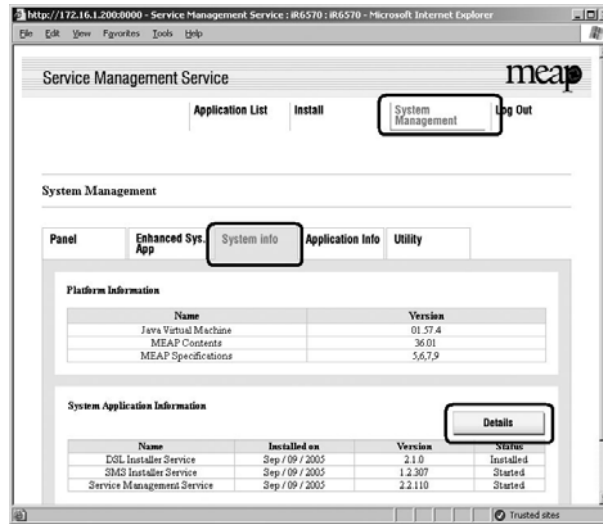 http://172.16.1.200:8000 - Service Management Service : iR6570 : iR6570 - Microsoft Internet Explorer
File Edit View Favorites Tools Help
Service Management Service
meap
Application List Install System Management Log Out
System Management
Panel Enhanced Sys. App System info Application Info Utility
Platform Information
Name Version
Java Virtual Machine 01.57.4
MEAP Contents 36.01
MEAP Specifications 5,6,7,9
System Application Information
Details
Name Installed on Version Status
DSL Installer Service Sep / 09 / 2005 2.1.0 Installed
SMS Installer Service Sep / 09 / 2005 1.2.307 Started
Service Management Service Sep / 09 / 2005 2.2.110 Started
Trusted sites